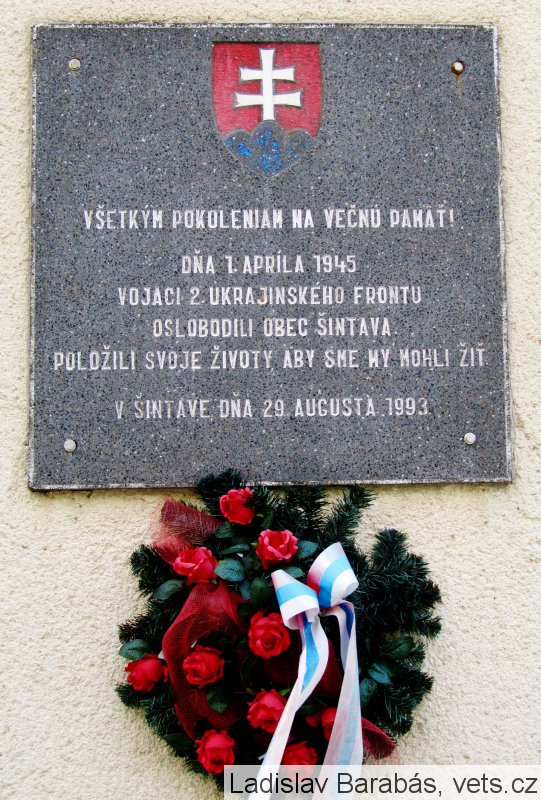 VŠETKÝM POKOLENIAM NA VEČNÚ PAMÄŤ!
DŇA 1. APRÍLA 1945
VOJACI 2. UKRAJINSKÉHO FRONTU
OSLOBODILI OBEC ŠINTAVA.
POLOŽILI SVOJE ŽIVOTY, ABY SME MY MOHLI ŽIŤ
V ŠINTAVE DŇA 29. AUGUSTA 1993
Ladislav Barabás, vets.cz